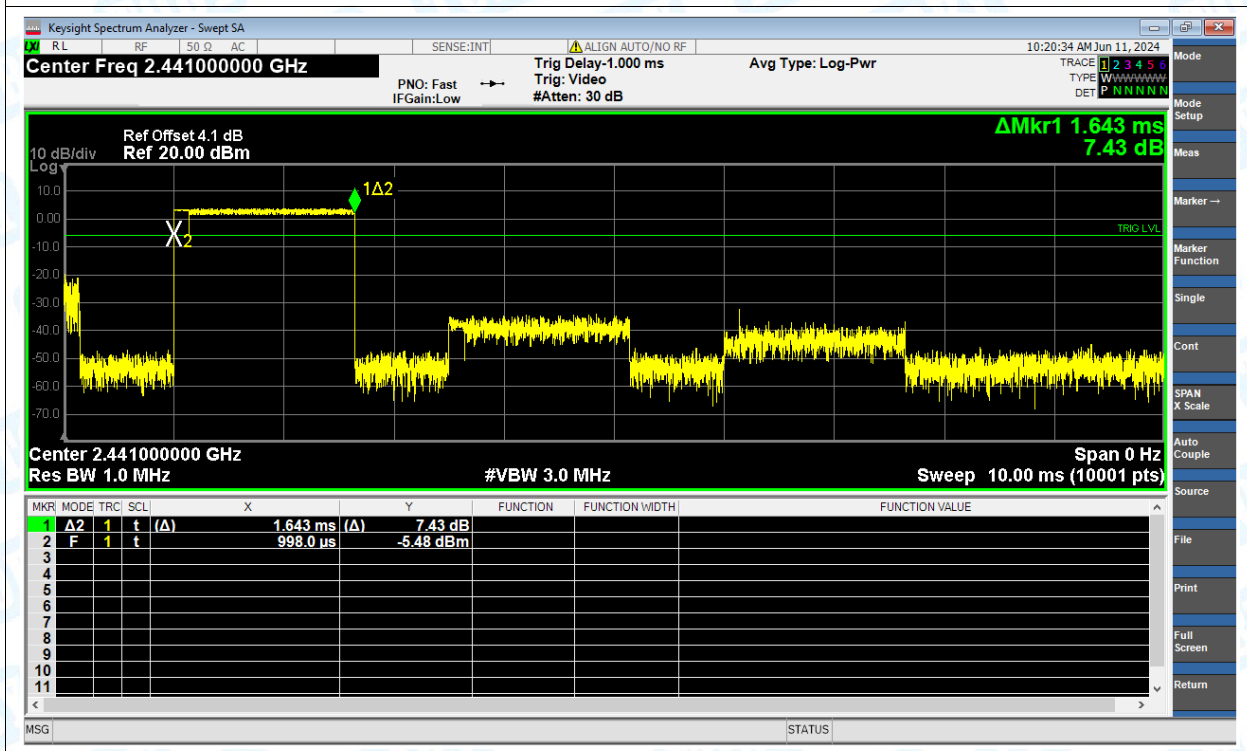 Keysight Spectrum Analyzer - Swept SA
LXI RL RF 50 Ω AC SENSE:INT ALIGN AUTO/NO RF 10:20:34 AM Jun 11, 2024
Center Freq 2.441000000 GHz
PNO: Fast
IFGain:Low
Trig Delay-1.000 ms
Trig: Video
#Atten: 30 dB
Avg Type: Log-Pwr
TRACE 1 2 3 4 5 6
TYPE WWWWWW
DET P N N N N N
ΔMkr1 1.643 ms
7.43 dB
Ref Offset 4.1 dB
10 dB/div Ref 20.00 dBm
Log
10.0
0.00
-10.0
-20.0
-30.0
-40.0
-50.0
-60.0
-70.0
1Δ2
X2
TRIG LVL
Center 2.441000000 GHz Span 0 Hz
Res BW 1.0 MHz #VBW 3.0 MHz Sweep 10.00 ms (10001 pts)
MKR MODE TRC SCL X Y FUNCTION FUNCTION WIDTH FUNCTION VALUE
1 Δ2 1 t (Δ) 1.643 ms (Δ) 7.43 dB
2 F 1 t 998.0 µs -5.48 dBm
3
4
5
6
7
8
9
10
11
MSG STATUS
Mode
Mode
Setup
Meas
Marker →
Marker
Function
Single
Cont
SPAN
X Scale
Auto
Couple
Source
File
Print
Full
Screen
Return